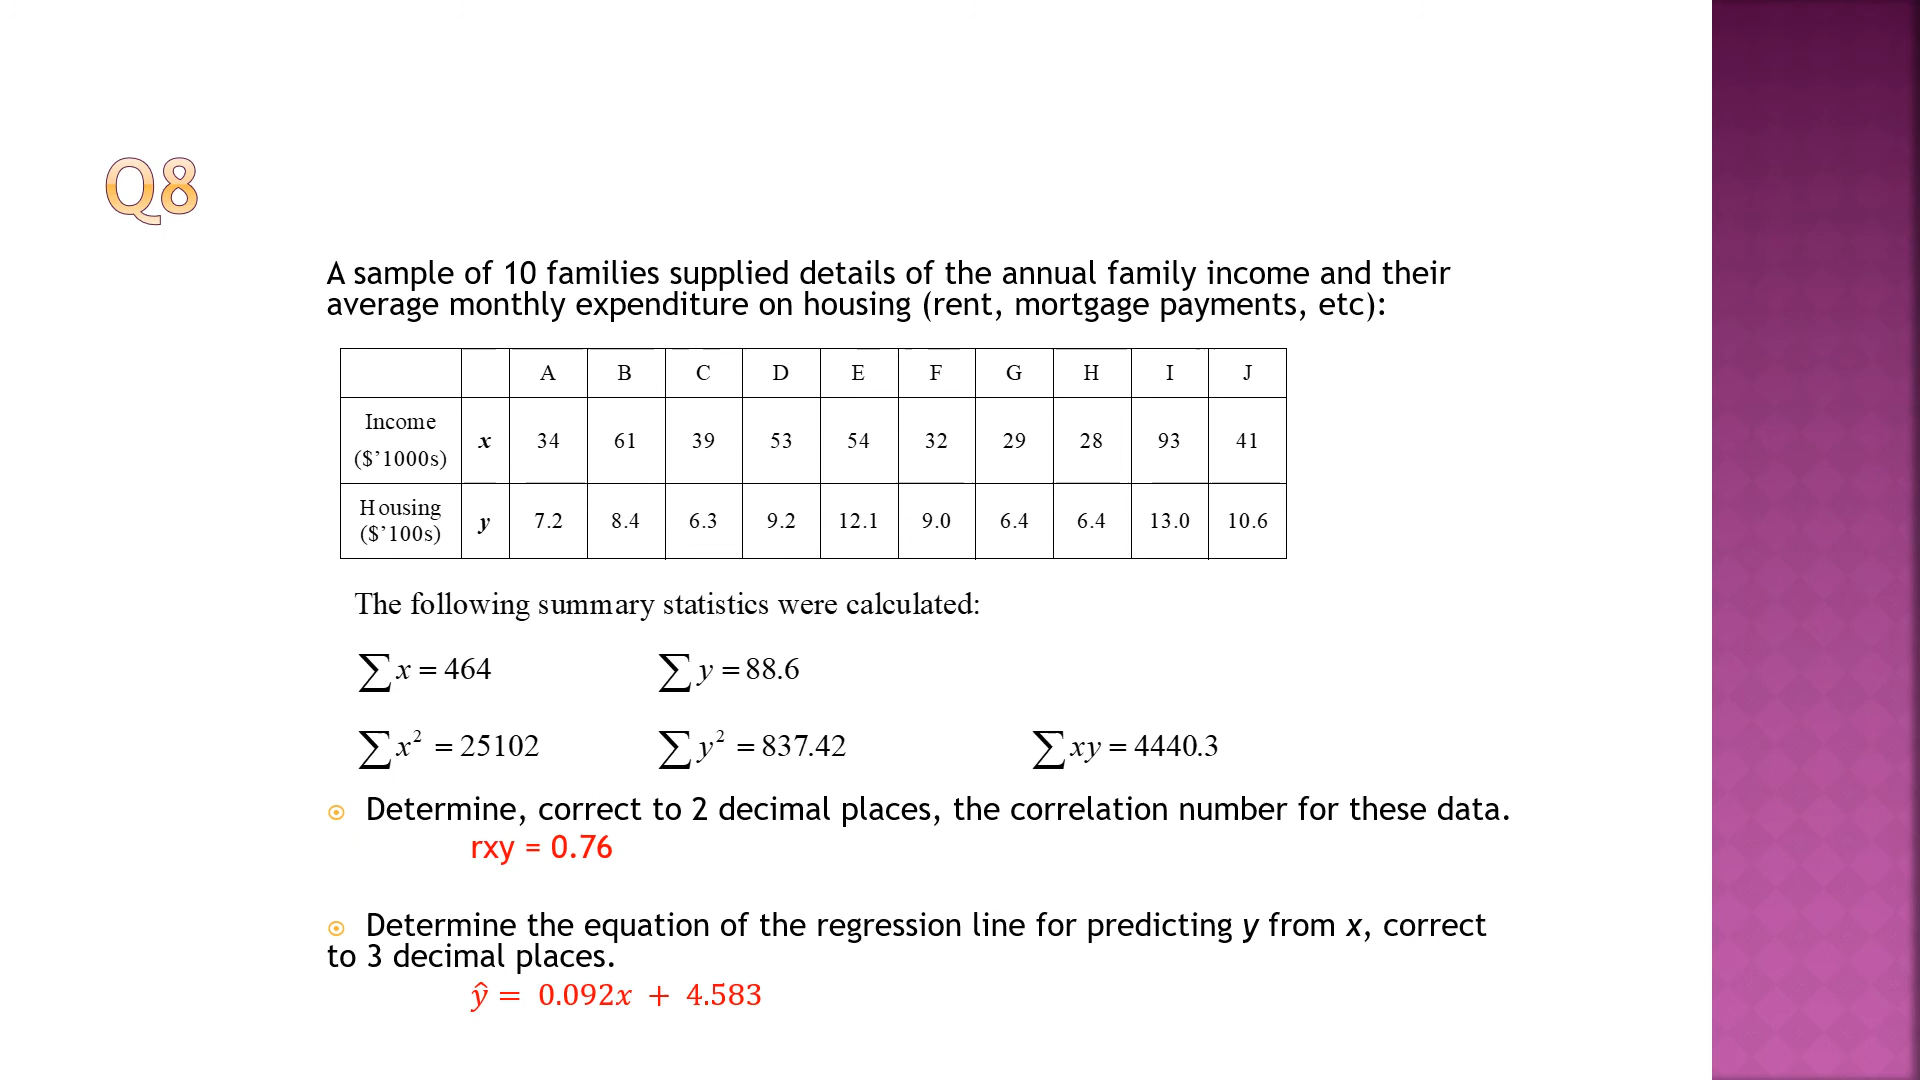 Q8
A sample of 10 families supplied details of the annual family income and their
average monthly expenditure on housing (rent, mortgage payments, etc):
A B C D E F G H I J
Income ($’1000s) x 34 61 39 53 54 32 29 28 93 41
Housing ($’100s) y 7.2 8.4 6.3 9.2 12.1 9.0 6.4 6.4 13.0 10.6
The following summary statistics were calculated:
∑x = 464 ∑y = 88.6
∑x² = 25102 ∑y² = 837.42 ∑xy = 4440.3
Determine, correct to 2 decimal places, the correlation number for these data.
rxy = 0.76
Determine the equation of the regression line for predicting y from x, correct
to 3 decimal places.
ŷ = 0.092x + 4.583